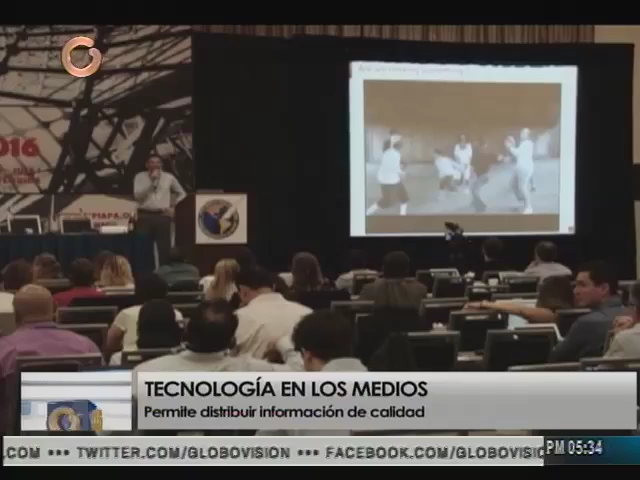 016
TECNOLOGÍA EN LOS MEDIOS
Permite distribuir información de calidad
.COM *** TWITTER.COM/GLOBOVISION *** FACEBOOK.COM/GLOBOVISIO
PM 05:34